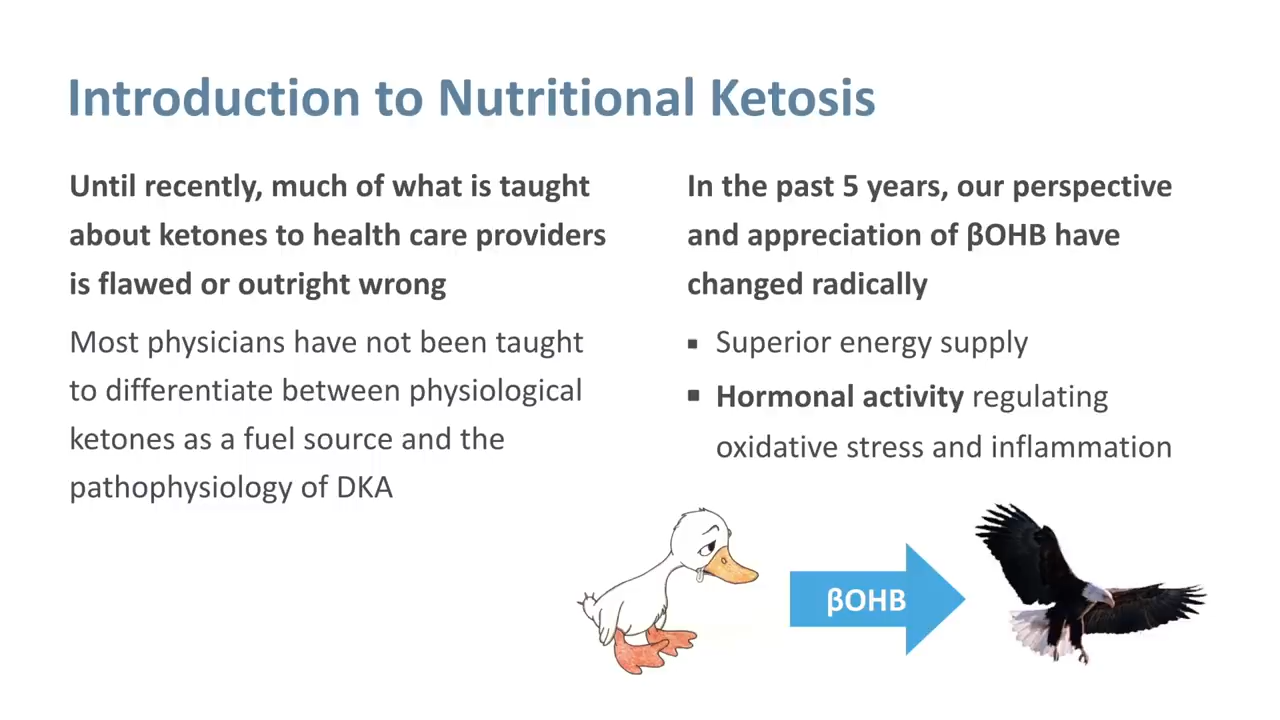 Introduction to Nutritional Ketosis
Until recently, much of what is taught
about ketones to health care providers
is flawed or outright wrong
Most physicians have not been taught
to differentiate between physiological
ketones as a fuel source and the
pathophysiology of DKA
In the past 5 years, our perspective
and appreciation of βOHB have
changed radically
▪ Superior energy supply
▪ Hormonal activity regulating
oxidative stress and inflammation
βOHB